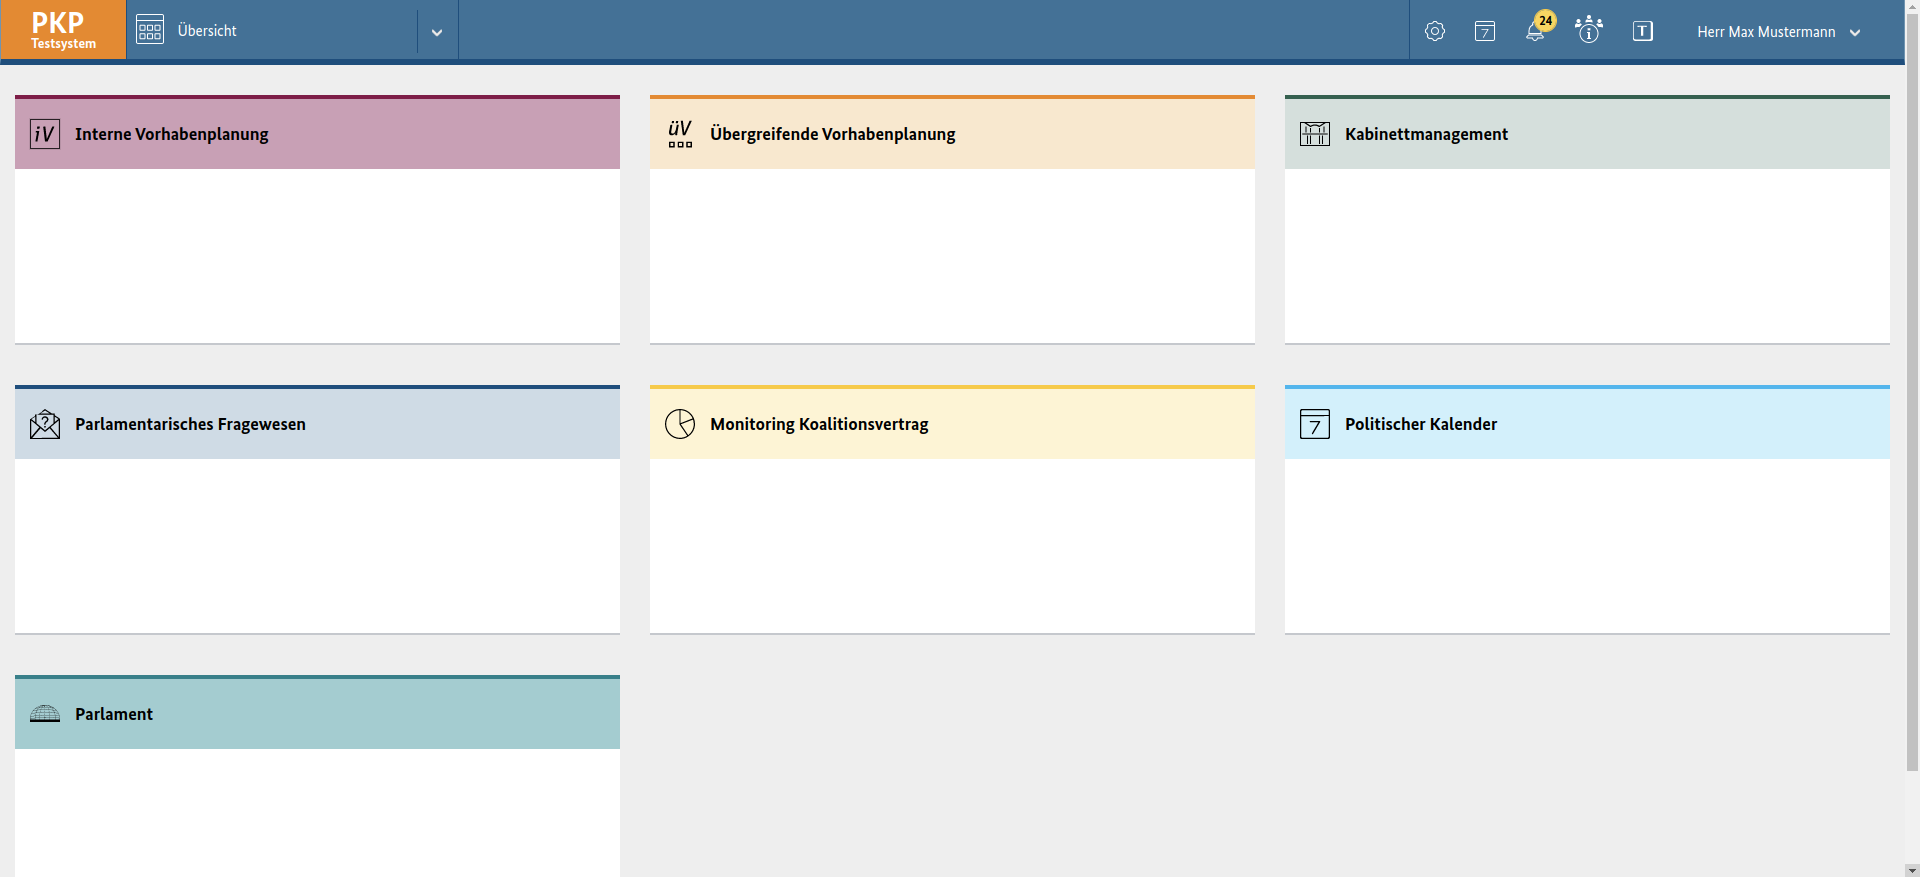 PKP
Testsystem
Übersicht
7
24
i
T
Herr Max Mustermann
iV
Interne Vorhabenplanung
üV
Übergreifende Vorhabenplanung
Kabinettmanagement
?
Parlamentarisches Fragewesen
Monitoring Koalitionsvertrag
7
Politischer Kalender
Parlament